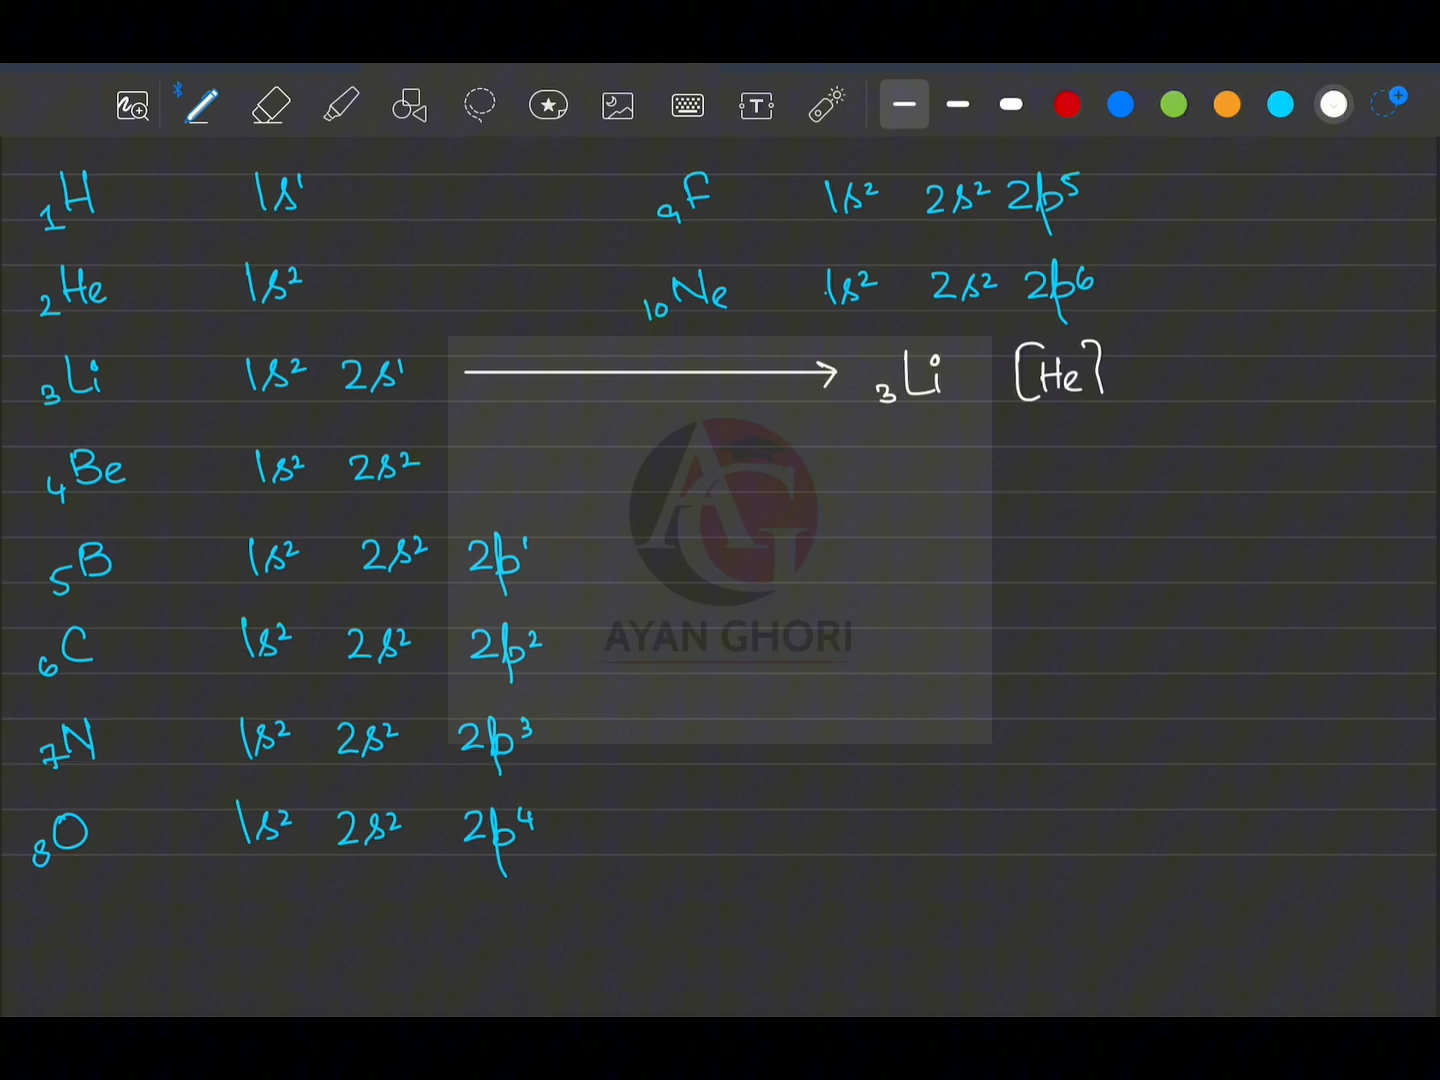 ₁H 1s¹
₂He 1s²
₃Li 1s² 2s¹ → ₃Li [He]
₄Be 1s² 2s²
₅B 1s² 2s² 2p¹
₆C 1s² 2s² 2p²
₇N 1s² 2s² 2p³
₈O 1s² 2s² 2p⁴
₉F 1s² 2s² 2p⁵
₁₀Ne 1s² 2s² 2p⁶
AG
AYAN GHORI
T